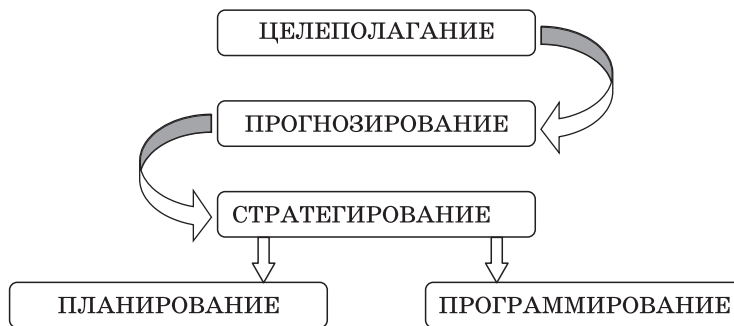 ЦЕЛЕПОЛАГАНИЕ
ПРОГНОЗИРОВАНИЕ
СТРАТЕГИРОВАНИЕ
ПЛАНИРОВАНИЕ
ПРОГРАММИРОВАНИЕ